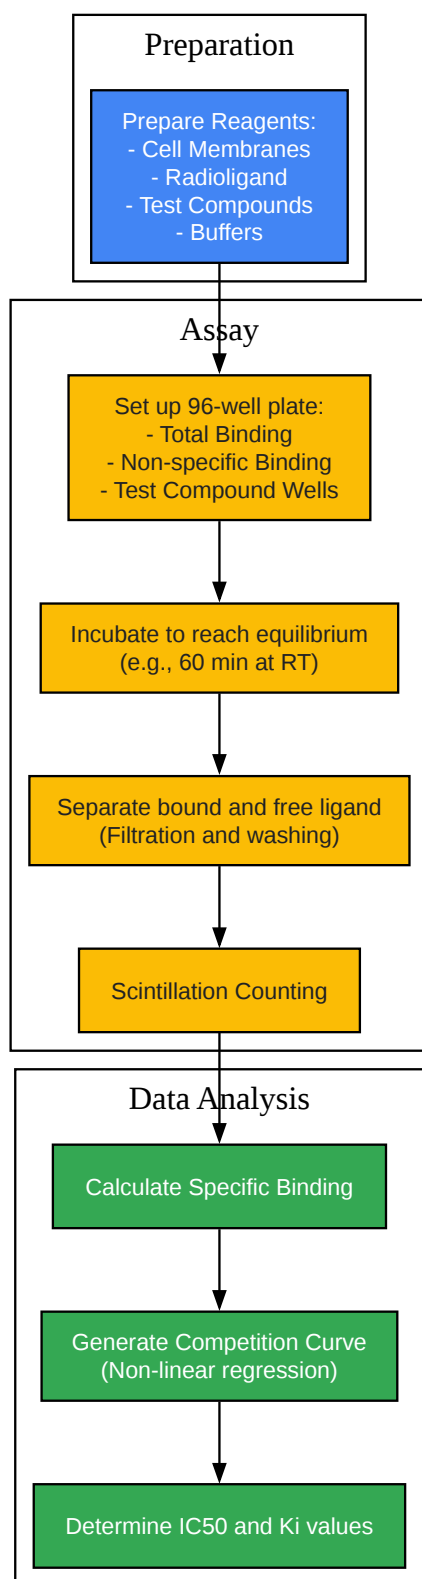 Preparation
Prepare Reagents:
- Cell Membranes
- Radioligand
- Test Compounds
- Buffers
Assay
Set up 96-well plate:
- Total Binding
- Non-specific Binding
- Test Compound Wells
Incubate to reach equilibrium
(e.g., 60 min at RT)
Separate bound and free ligand
(Filtration and washing)
Scintillation Counting
Data Analysis
Calculate Specific Binding
Generate Competition Curve
(Non-linear regression)
Determine IC50 and Ki values